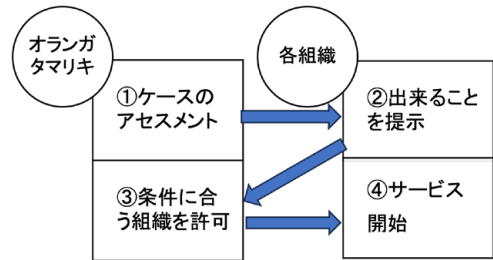 オランガ
タマリキ
各組織
①ケースの
アセスメント
②出来ること
を提示
③条件に合
う組織を許可
④サービス
開始